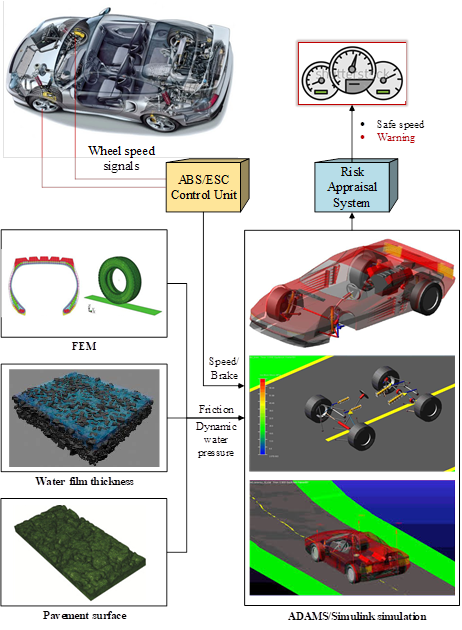 Wheel speed
signals
ABS/ESC
Control Unit
Safe speed
Warning
Risk
Appraisal
System
FEM
Speed/
Brake
Friction
Dynamic
water
pressure
Water film thickness
Pavement surface
ADAMS/Simulink simulation